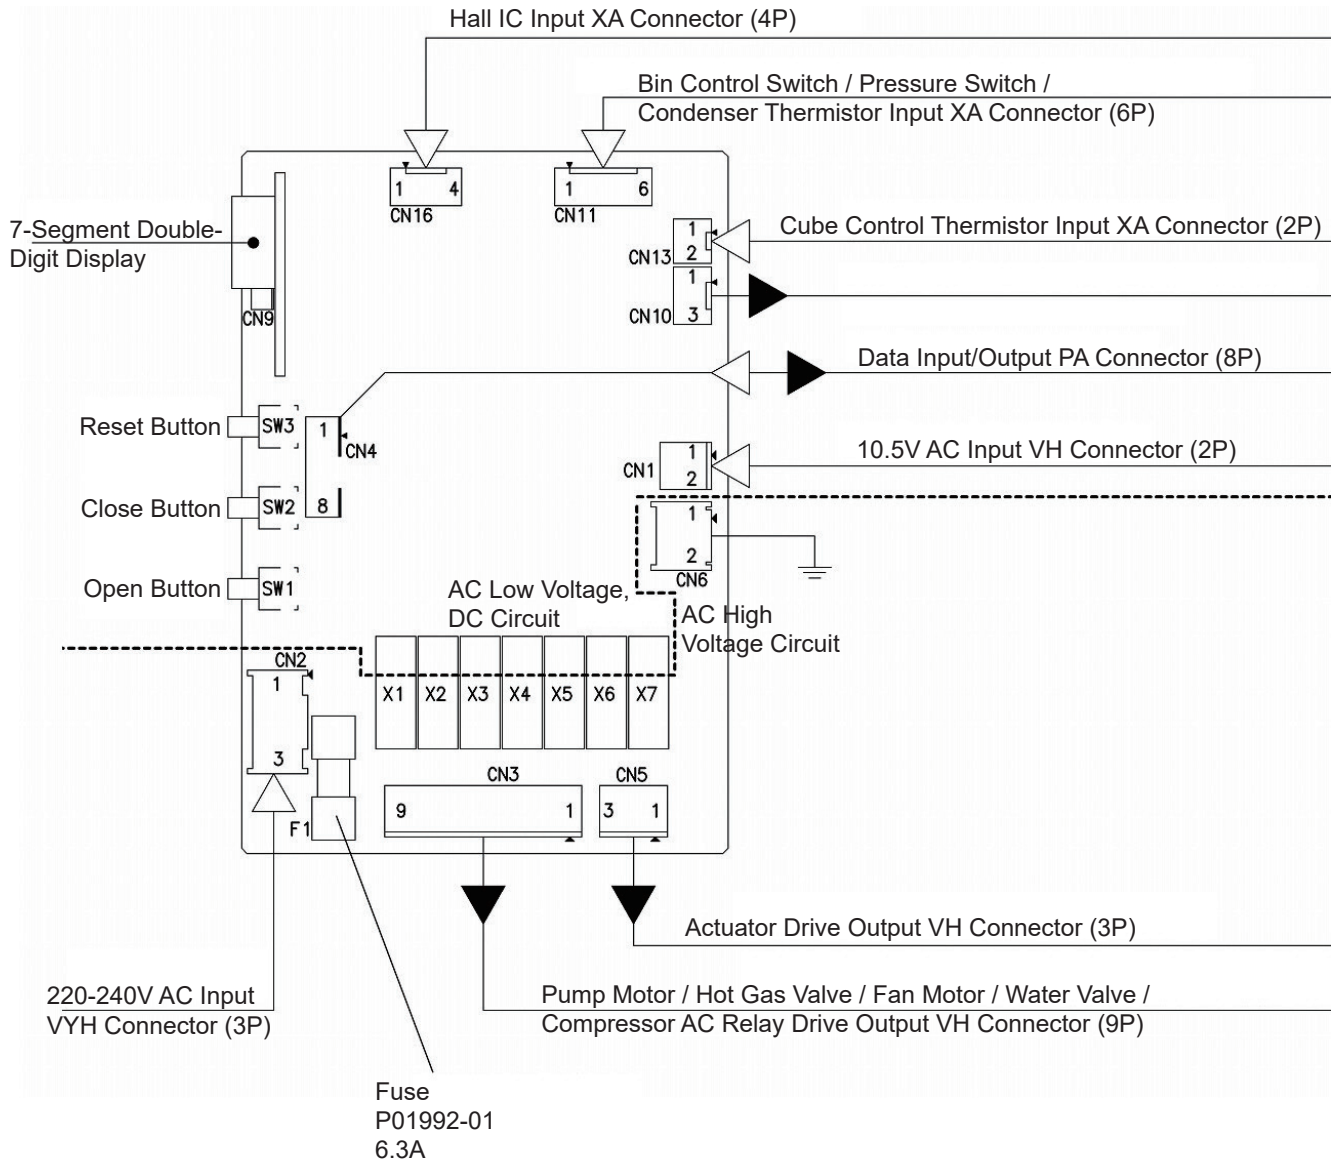 Hall IC Input XA Connector (4P)
Bin Control Switch / Pressure Switch /
Condenser Thermistor Input XA Connector (6P)
1 4
CN16
1 6
CN11
7-Segment Double-
Digit Display
CN9
1
2
CN13
Cube Control Thermistor Input XA Connector (2P)
1
3
CN10
Data Input/Output PA Connector (8P)
Reset Button
SW3
1
CN4
8
10.5V AC Input VH Connector (2P)
1
2
CN1
Close Button
SW2
1
2
CN6
Open Button
SW1
AC Low Voltage,
DC Circuit
AC High
Voltage Circuit
CN2
1
3
X1 X2 X3 X4 X5 X6 X7
CN3
9 1
CN5
3 1
F1
Actuator Drive Output VH Connector (3P)
220-240V AC Input
VYH Connector (3P)
Pump Motor / Hot Gas Valve / Fan Motor / Water Valve /
Compressor AC Relay Drive Output VH Connector (9P)
Fuse
P01992-01
6.3A